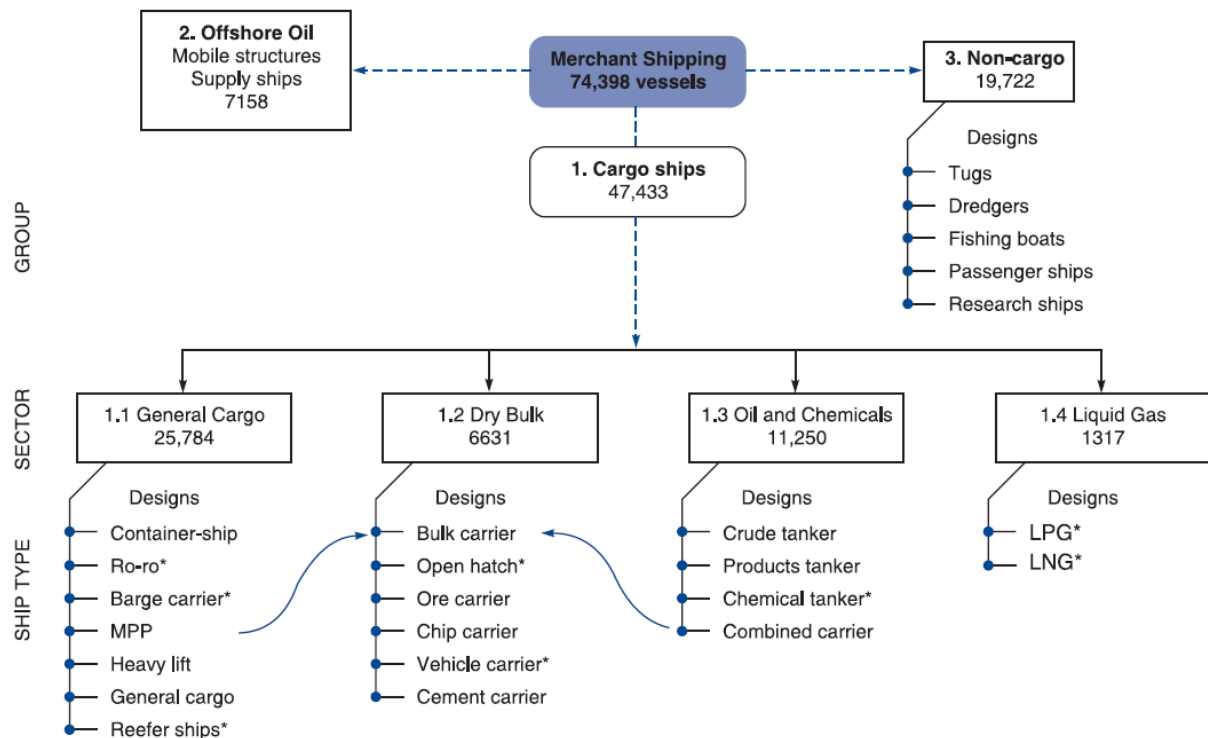 2. Offshore Oil
Mobile structures
Supply ships
7158
Merchant Shipping
74,398 vessels
3. Non-cargo
19,722
Designs
Tugs
Dredgers
Fishing boats
Passenger ships
Research ships
1. Cargo ships
47,433
GROUP
SECTOR
1.1 General Cargo
25,784
1.2 Dry Bulk
6631
1.3 Oil and Chemicals
11,250
1.4 Liquid Gas
1317
SHIP TYPE
Designs
Container-ship
Ro-ro*
Barge carrier*
MPP
Heavy lift
General cargo
Reefer ships*
Designs
Bulk carrier
Open hatch*
Ore carrier
Chip carrier
Vehicle carrier*
Cement carrier
Designs
Crude tanker
Products tanker
Chemical tanker*
Combined carrier
Designs
LPG*
LNG*